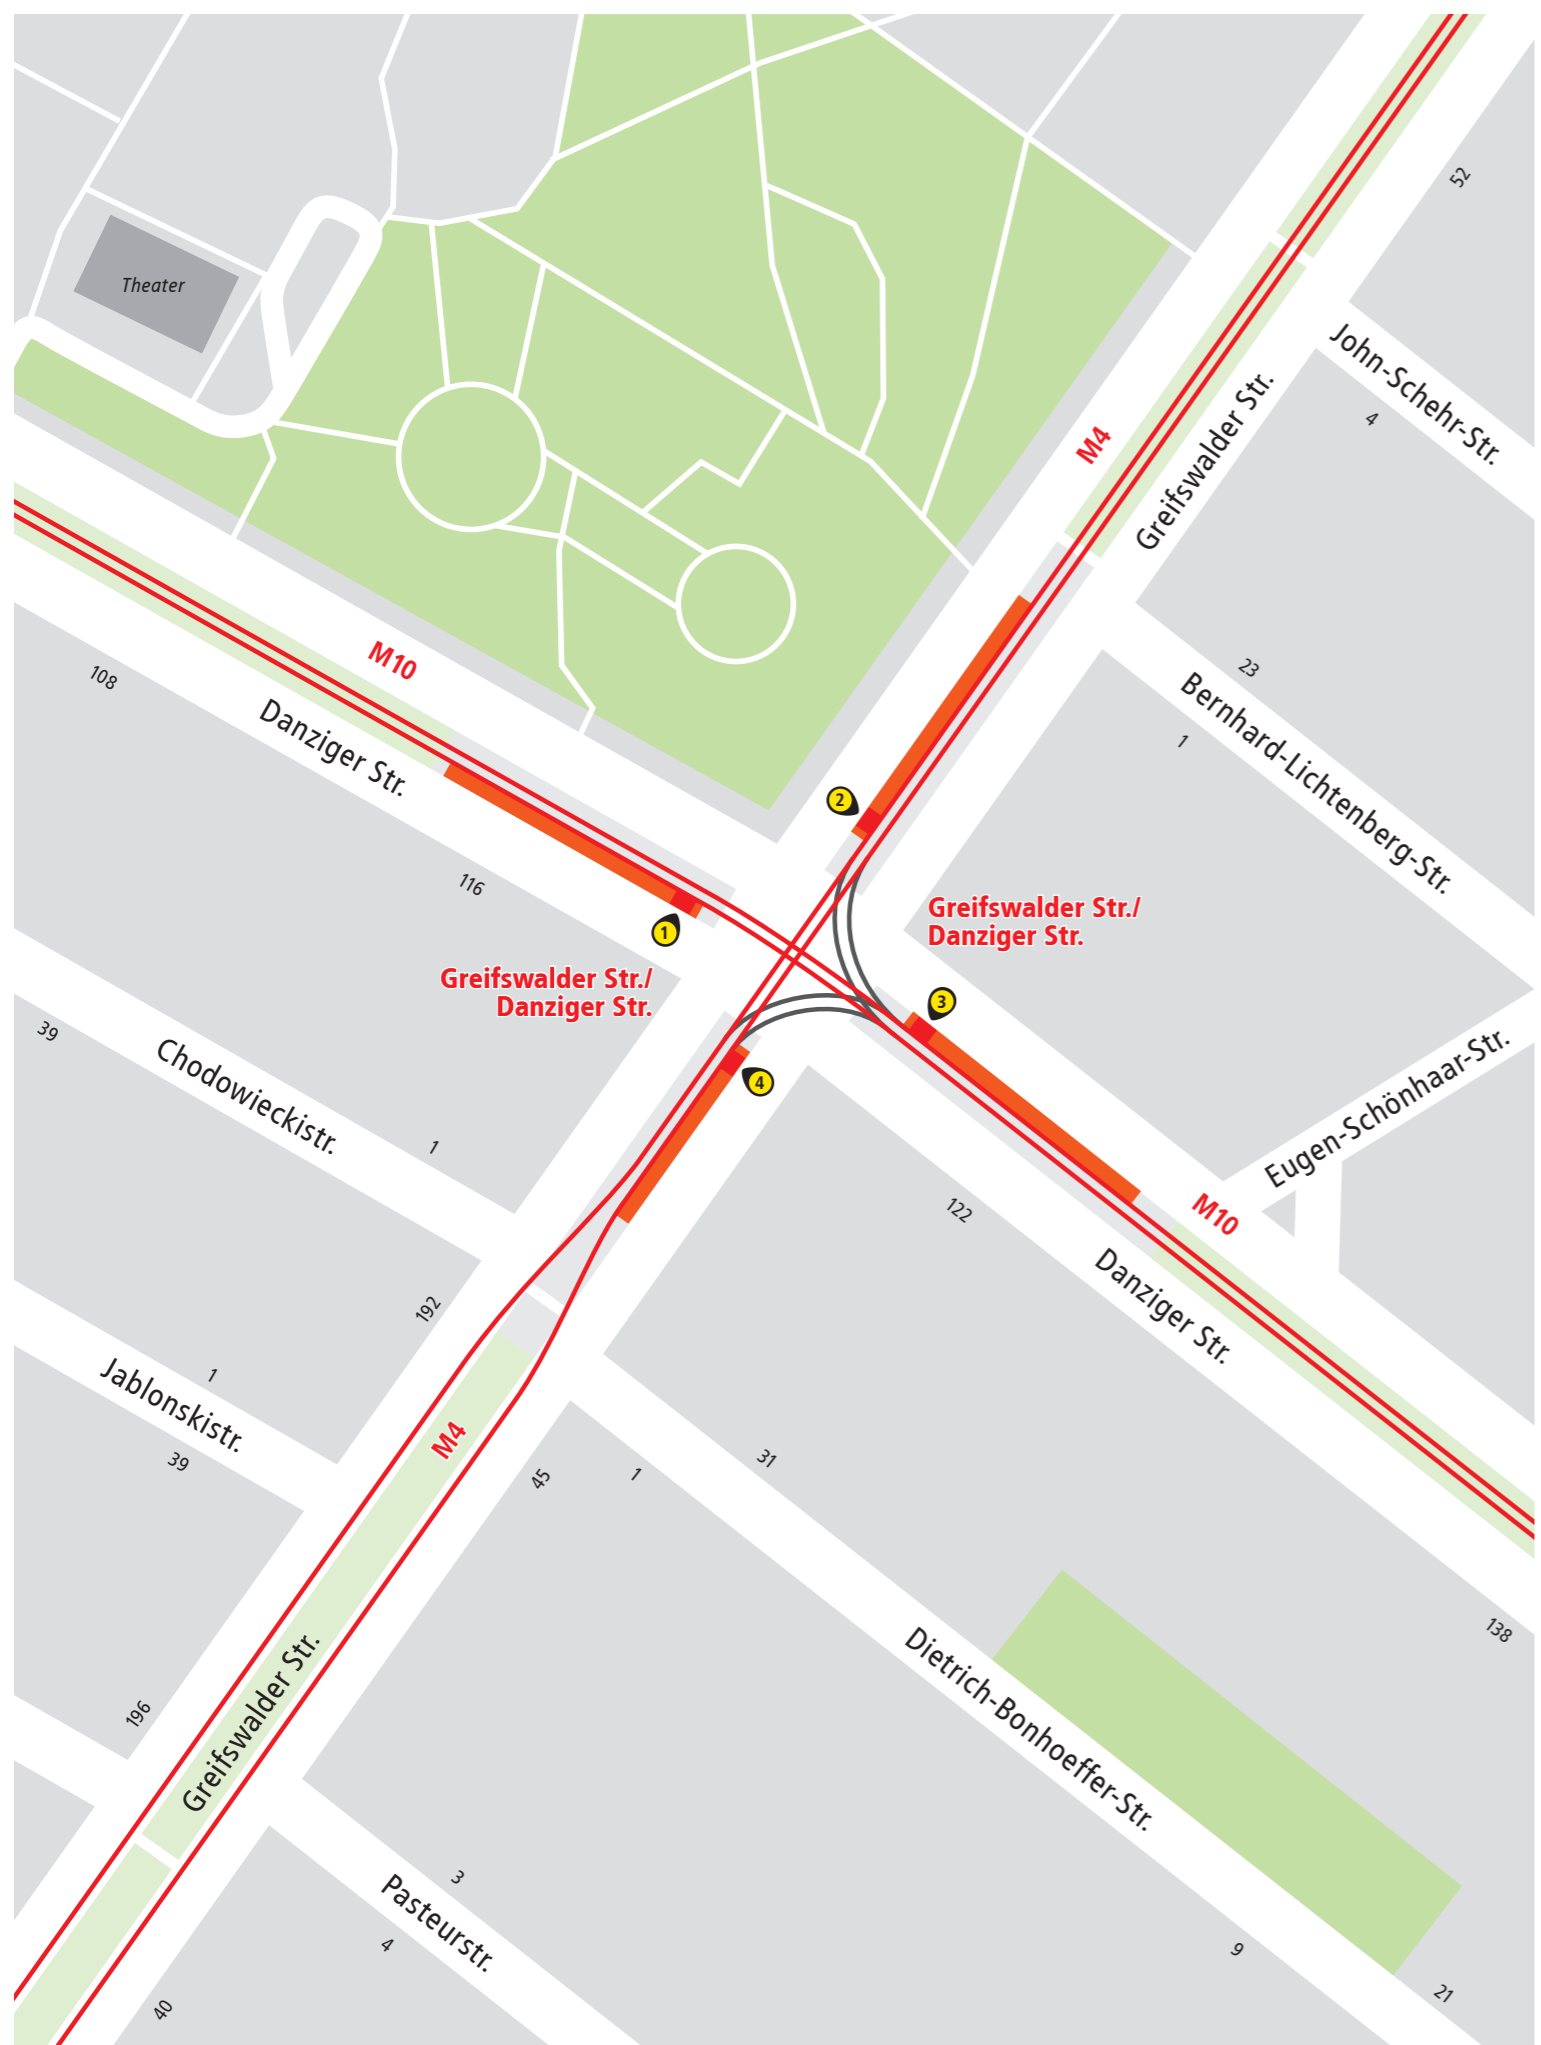 52
Theater
John-Schehr-Str.
4
M4
Greifswalder Str.
M10
108
23
Bernhard-Lichtenberg-Str.
Danziger Str.
1
2
116
Greifswalder Str./
Danziger Str.
1
Greifswalder Str./
Danziger Str.
3
39
Chodowieckistr.
4
Eugen-Schönhaar-Str.
1
122
M10
192
Danziger Str.
1
Jablonskistr.
M4
39
45
1
31
138
196
Greifswalder Str.
Dietrich-Bonhoeffer-Str.
3
Pasteurstr.
4
9
21
40